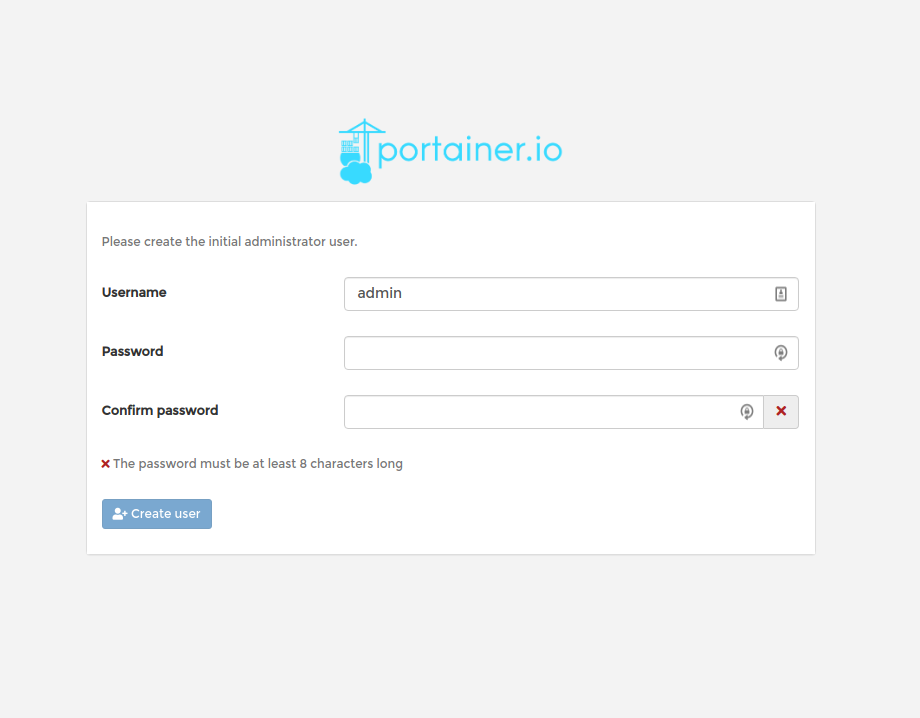 portainer.io
Please create the initial administrator user.
Username
admin
Password
Confirm password
The password must be at least 8 characters long
Create user